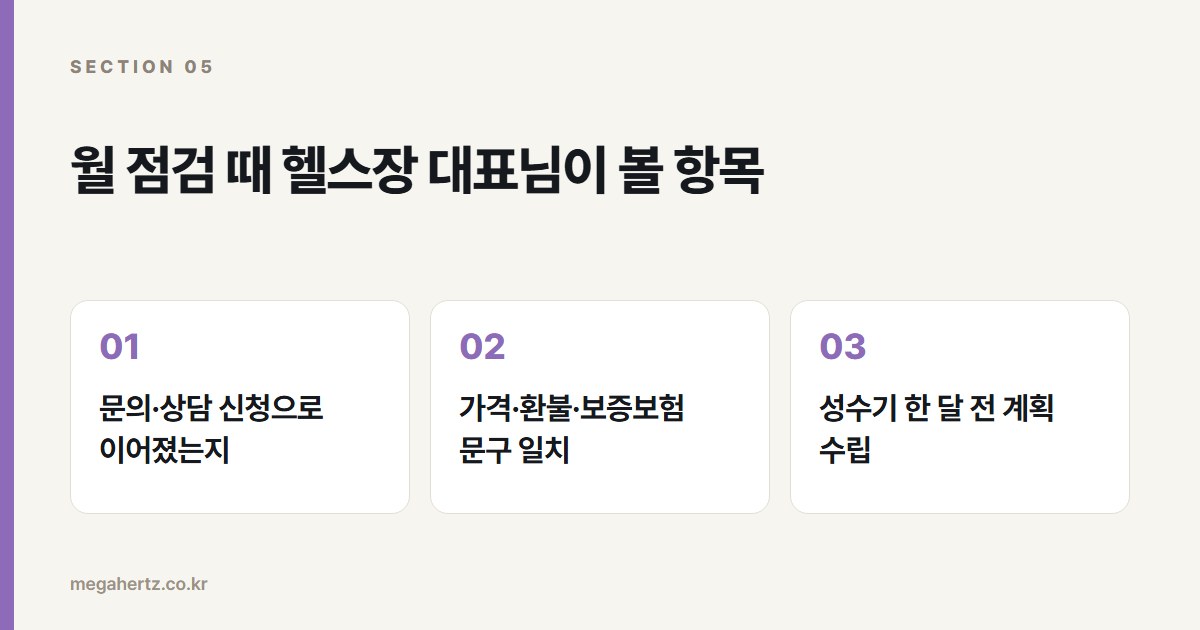 SECTION 05
월 점검 때 헬스장 대표님이 볼 항목
01
문의·상담 신청으로
이어졌는지
02
가격·환불·보증보험
문구 일치
03
성수기 한 달 전 계획
수립
megahertz.co.kr